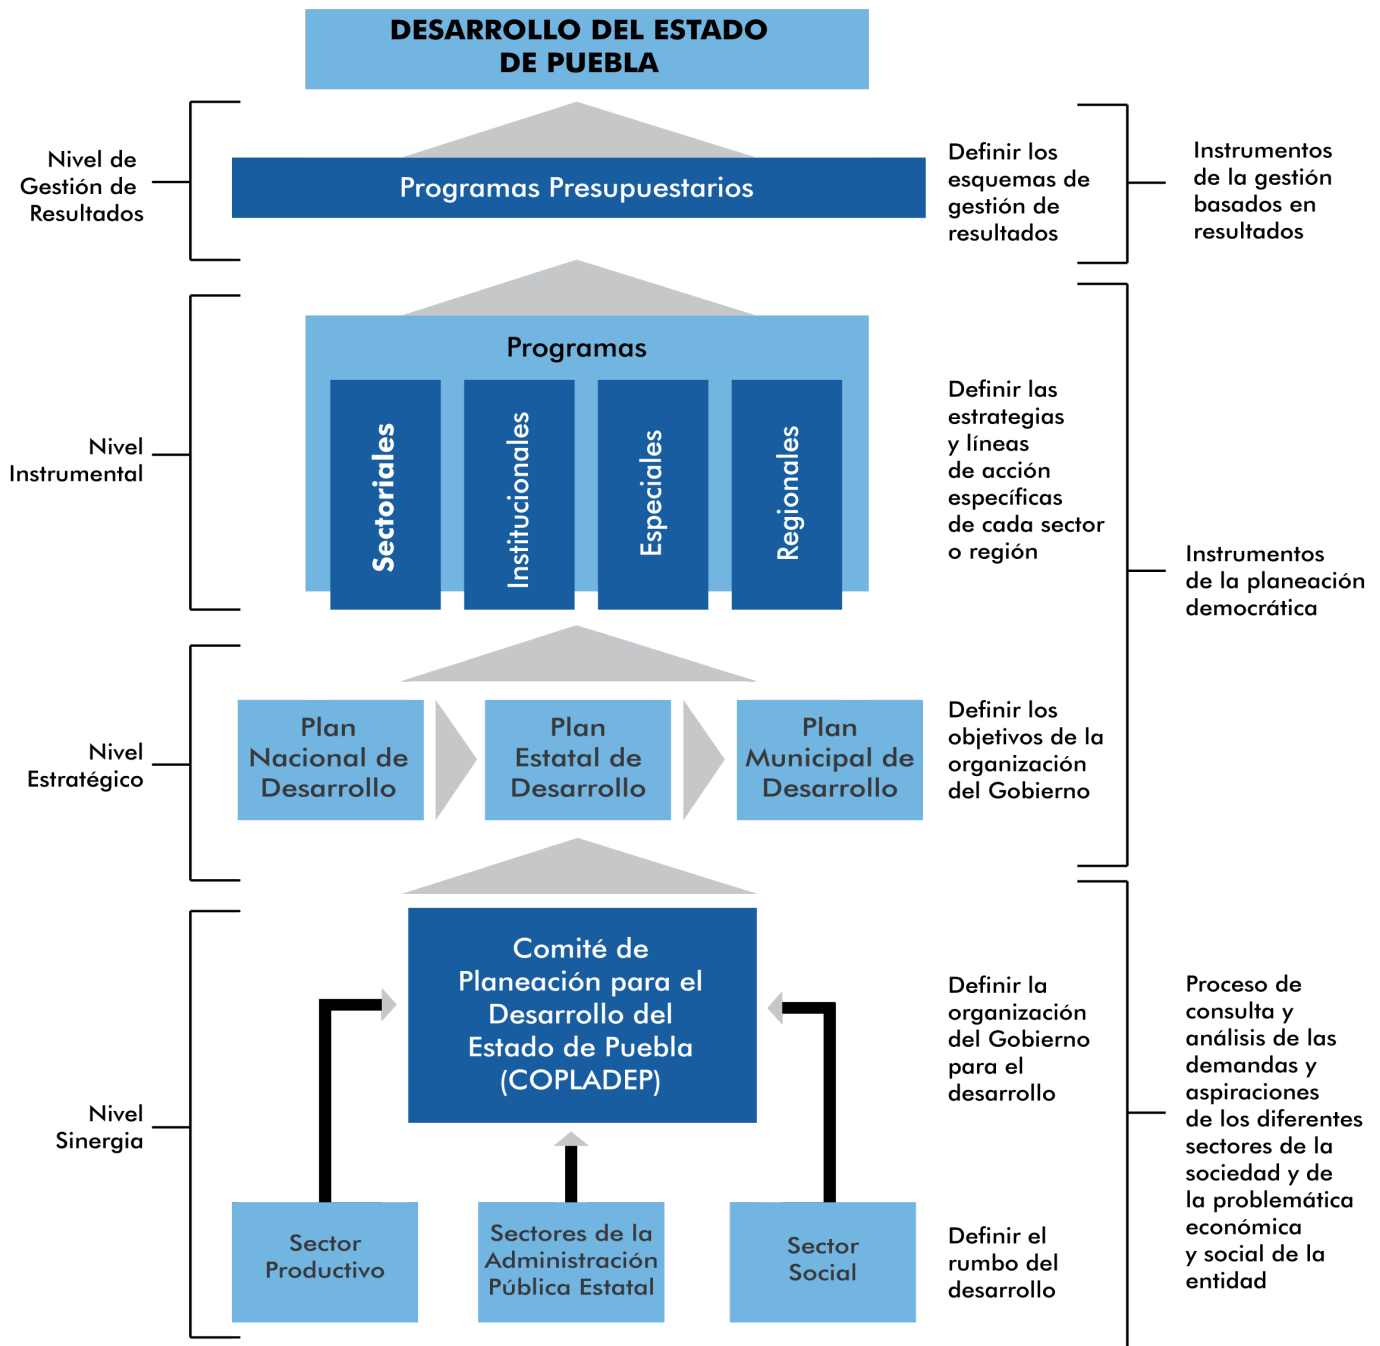 DESARROLLO DEL ESTADO
DE PUEBLA
Nivel de
Gestión de
Resultados
Programas Presupuestarios
Definir los
esquemas de
gestión de
resultados
Instrumentos
de la gestión
basados en
resultados
Nivel
Instrumental
Programas
Sectoriales
Institucionales
Especiales
Regionales
Definir las
estrategias
y líneas
de acción
específicas
de cada sector
o región
Instrumentos
de la planeación
democrática
Nivel
Estratégico
Plan
Nacional de
Desarrollo
Plan
Estatal de
Desarrollo
Plan
Municipal de
Desarrollo
Definir los
objetivos de la
organización
del Gobierno
Nivel
Sinergia
Comité de
Planeación para el
Desarrollo del
Estado de Puebla
(COPLADEP)
Definir la
organización
del Gobierno
para el
desarrollo
Sector
Productivo
Sectores de la
Administración
Pública Estatal
Sector
Social
Definir el
rumbo del
desarrollo
Proceso de
consulta y
análisis de las
demandas y
aspiraciones
de los diferentes
sectores de la
sociedad y de
la problemática
económica
y social de la
entidad